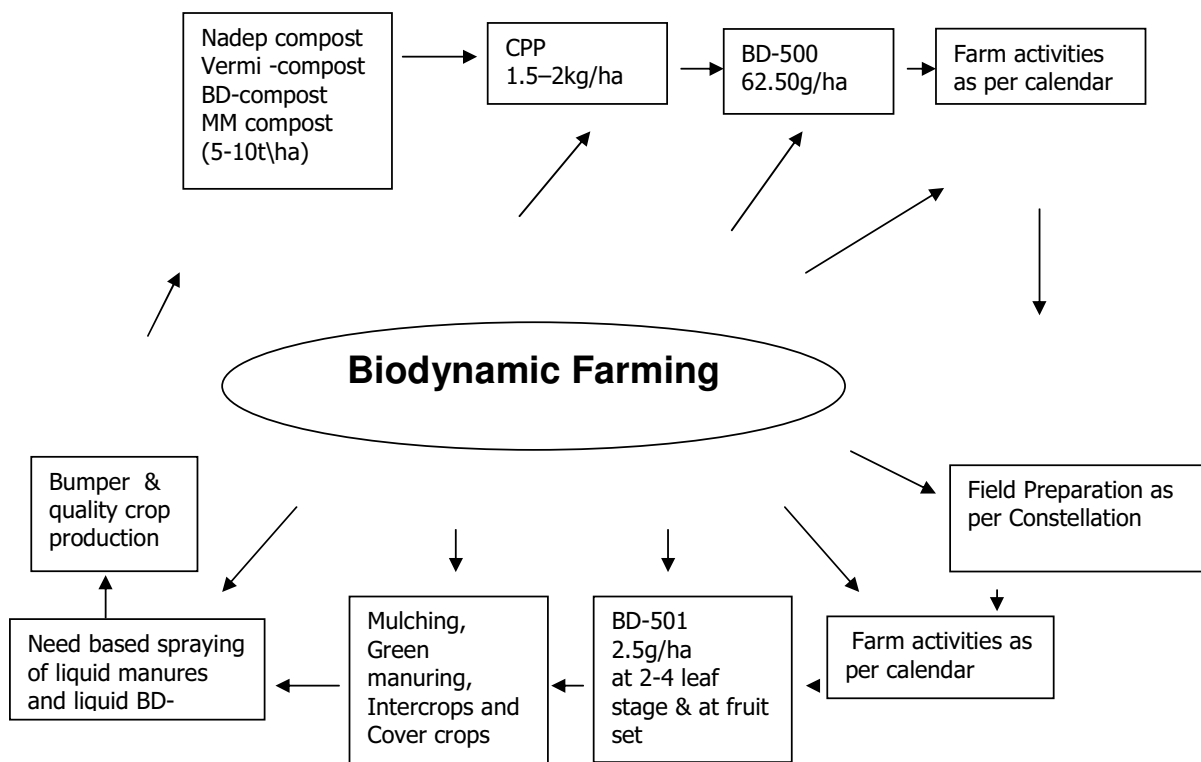 Nadep compost
Vermi -compost
BD-compost
MM compost
(5-10t\ha)
CPP
1.5–2kg/ha
BD-500
62.50g/ha
Farm activities
as per calendar
Biodynamic Farming
Bumper &
quality crop
production
Field Preparation as
per Constellation
Need based spraying
of liquid manures
and liquid BD-
Mulching,
Green
manuring,
Intercrops and
Cover crops
BD-501
2.5g/ha
at 2-4 leaf
stage & at fruit
set
Farm activities as
per calendar